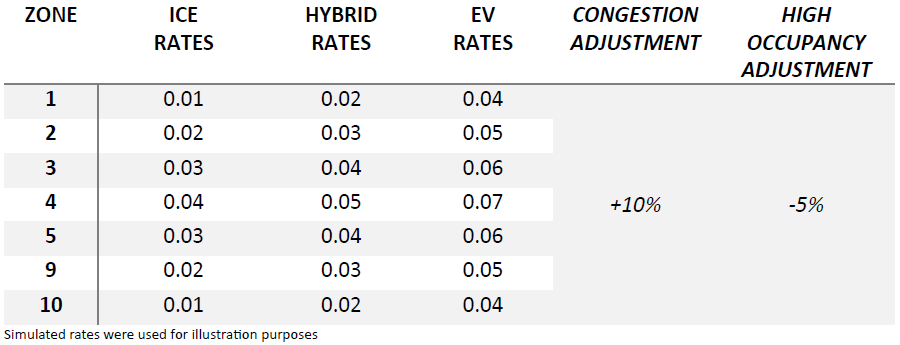 ZONE ICE RATES HYBRID RATES EV RATES CONGESTION ADJUSTMENT HIGH OCCUPANCY ADJUSTMENT
1 0.01 0.02 0.04
2 0.02 0.03 0.05
3 0.03 0.04 0.06
4 0.04 0.05 0.07 +10% -5%
5 0.03 0.04 0.06
9 0.02 0.03 0.05
10 0.01 0.02 0.04
Simulated rates were used for illustration purposes